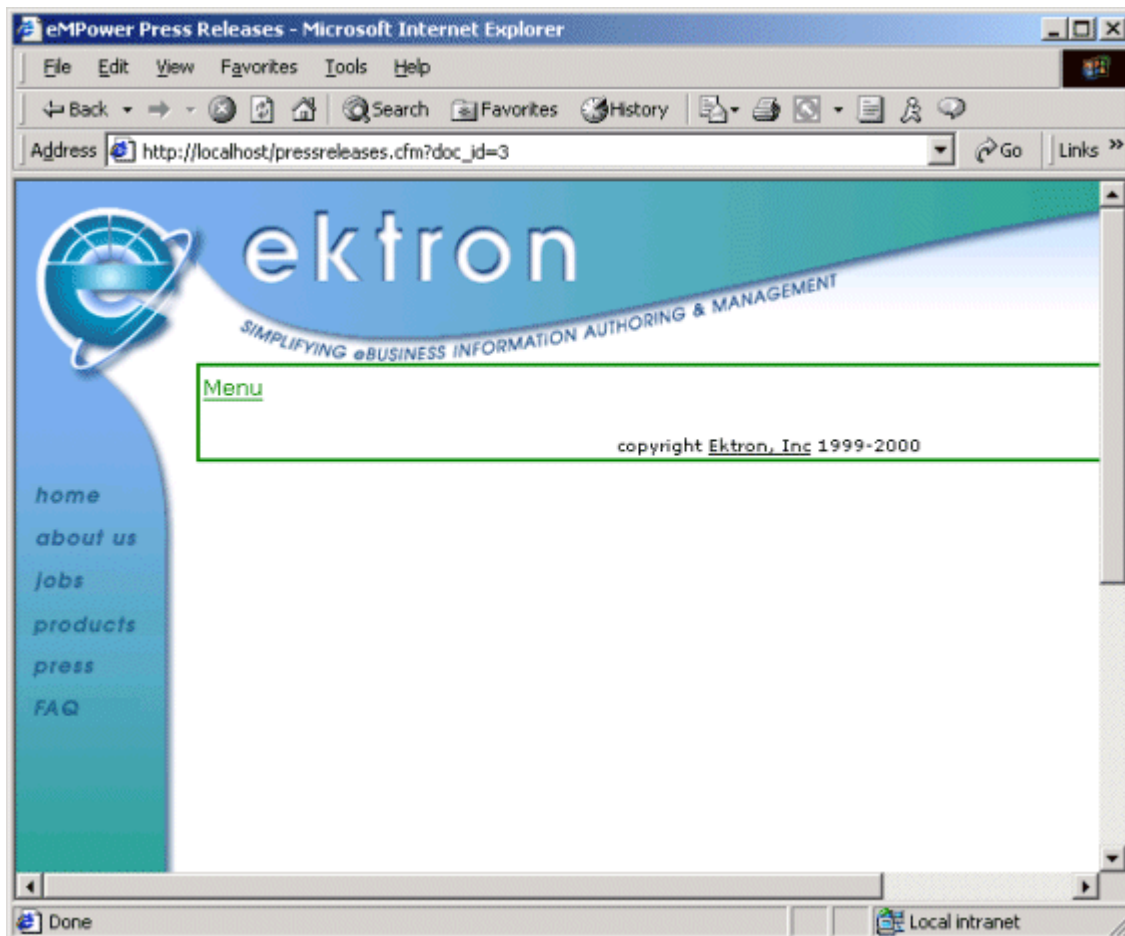 eMPower Press Releases - Microsoft Internet Explorer
File Edit View Favorites Tools Help
Back Search Favorites History
Address http://localhost/pressreleases.cfm?doc_id=3 Go Links »
ektron
SIMPLIFYING eBUSINESS INFORMATION AUTHORING & MANAGEMENT
Menu
copyright Ektron, Inc 1999-2000
home
about us
jobs
products
press
FAQ
Done Local intranet